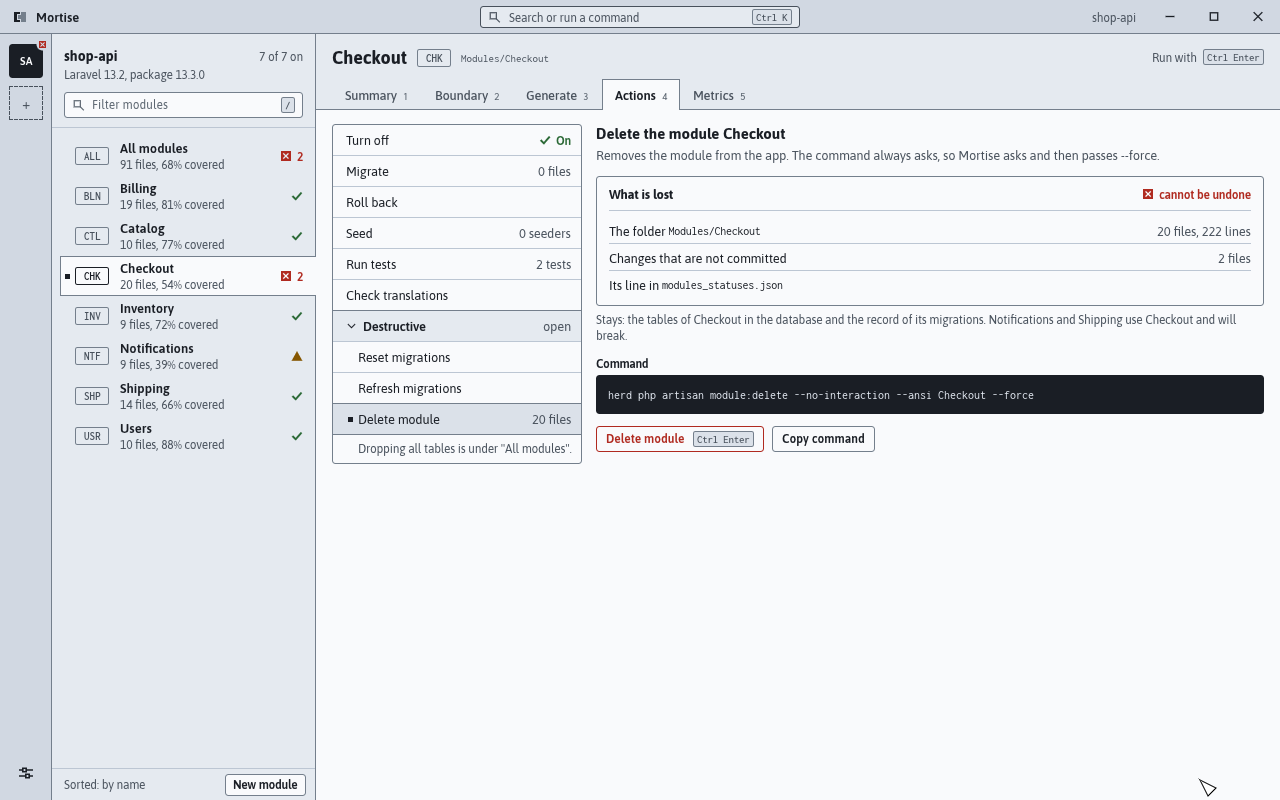 Mortise
Search or run a command
Ctrl K
shop-api
SA
+
shop-api
7 of 7 on
Laravel 13.2, package 13.3.0
Filter modules
/
ALL
All modules
91 files, 68% covered
2
BLN
Billing
19 files, 81% covered
CTL
Catalog
10 files, 77% covered
CHK
Checkout
20 files, 54% covered
2
INV
Inventory
9 files, 72% covered
NTF
Notifications
9 files, 39% covered
SHP
Shipping
14 files, 66% covered
USR
Users
10 files, 88% covered
Sorted: by name
New module
Checkout
CHK
Modules/Checkout
Run with
Ctrl Enter
Summary 1
Boundary 2
Generate 3
Actions 4
Metrics 5
Turn off
On
Migrate
0 files
Roll back
Seed
0 seeders
Run tests
2 tests
Check translations
Destructive
open
Reset migrations
Refresh migrations
Delete module
20 files
Dropping all tables is under "All modules".
Delete the module Checkout
Removes the module from the app. The command always asks, so Mortise asks and then passes --force.
What is lost
cannot be undone
The folder Modules/Checkout
20 files, 222 lines
Changes that are not committed
2 files
Its line in modules_statuses.json
Stays: the tables of Checkout in the database and the record of its migrations. Notifications and Shipping use Checkout and will
break.
Command
herd php artisan module:delete --no-interaction --ansi Checkout --force
Delete module
Ctrl Enter
Copy command